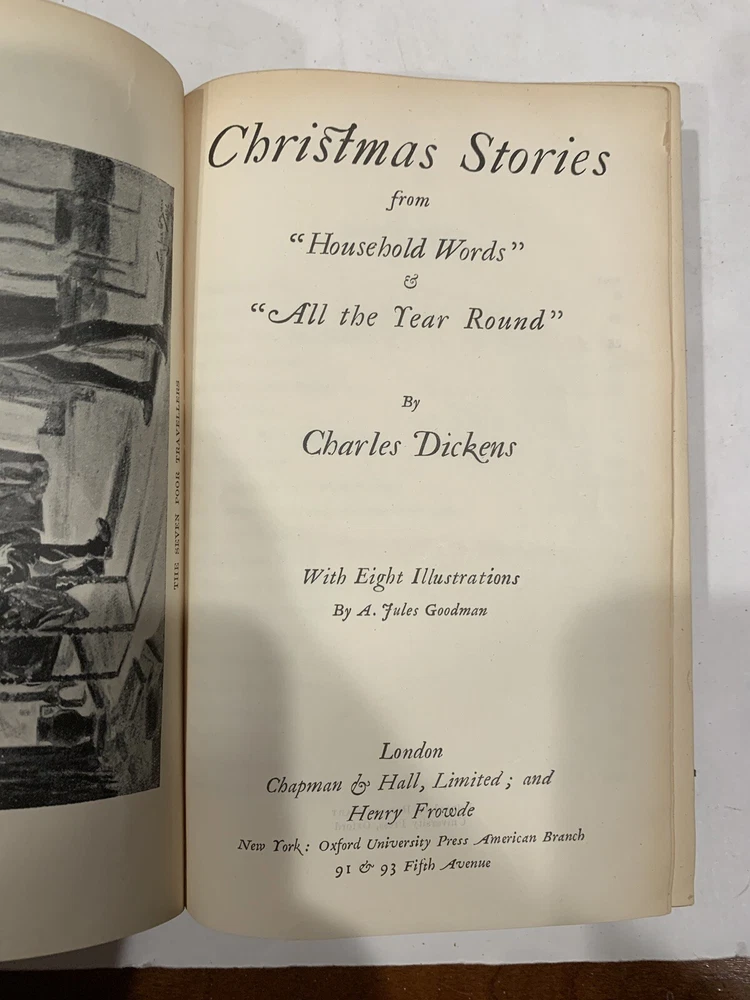 THE SEVEN POOR TRAVELLERS
Christmas Stories
from
“Household Words”
&
“All the Year Round”
By
Charles Dickens
With Eight Illustrations
By A. Jules Goodman
London
Chapman & Hall, Limited; and
Henry Frowde
New York: Oxford University Press American Branch
91 & 93 Fifth Avenue